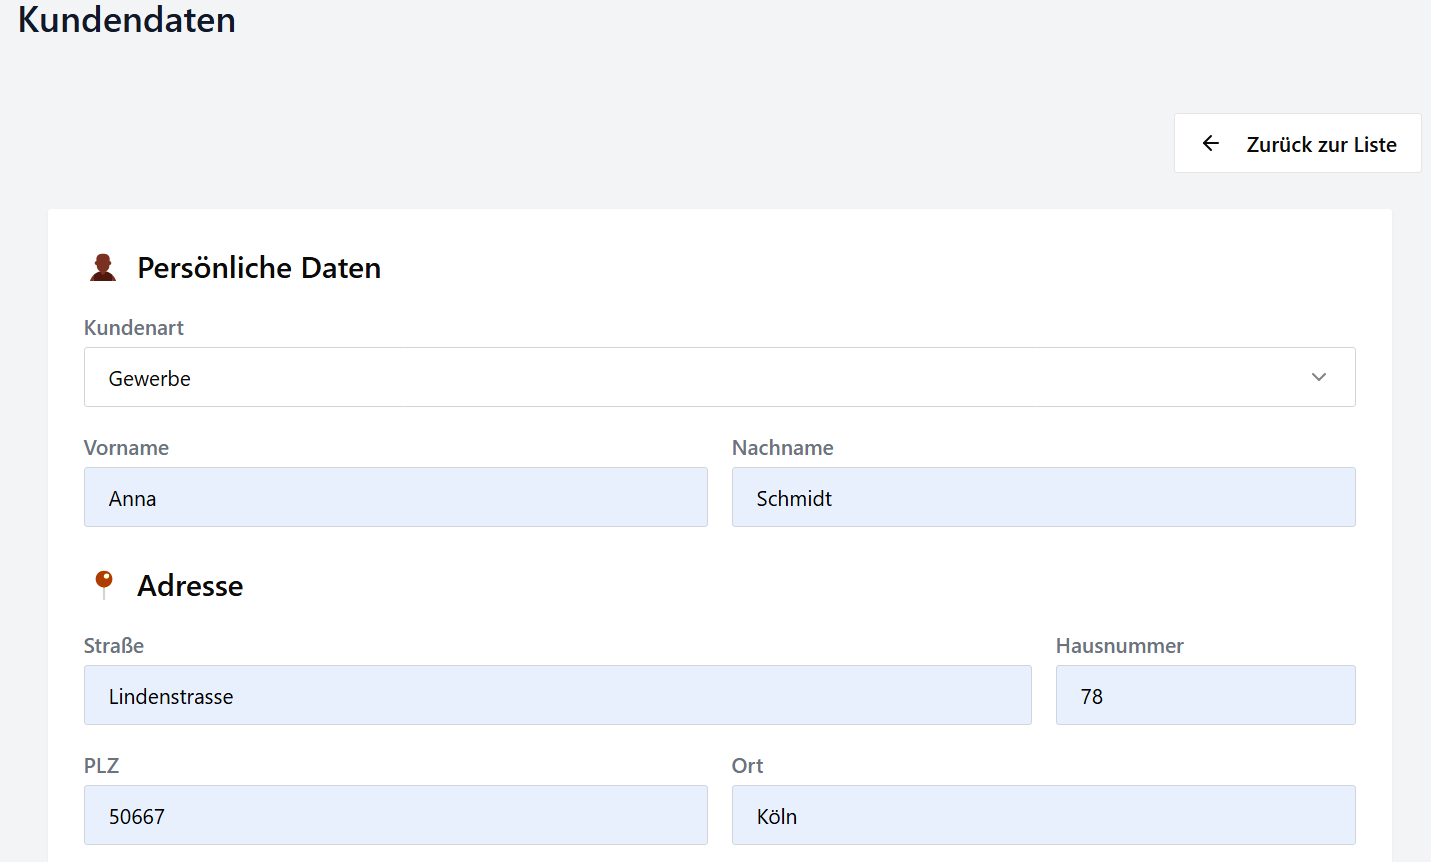 Kundendaten
Zurück zur Liste
Persönliche Daten
Kundenart
Gewerbe
Vorname Nachname
Anna Schmidt
Adresse
Straße Hausnummer
Lindenstrasse 78
PLZ Ort
50667 Köln